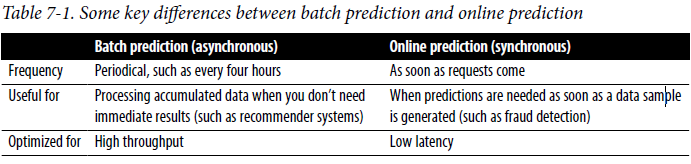 Table 7-1. Some key differences between batch prediction and online prediction
Batch prediction (asynchronous) Online prediction (synchronous)
Frequency Periodical, such as every four hours As soon as requests come
Useful for Processing accumulated data when you don't need When predictions are needed as soon as a data sample
immediate results (such as recommender systems) is generated (such as fraud detection)
Optimized for High throughput Low latency